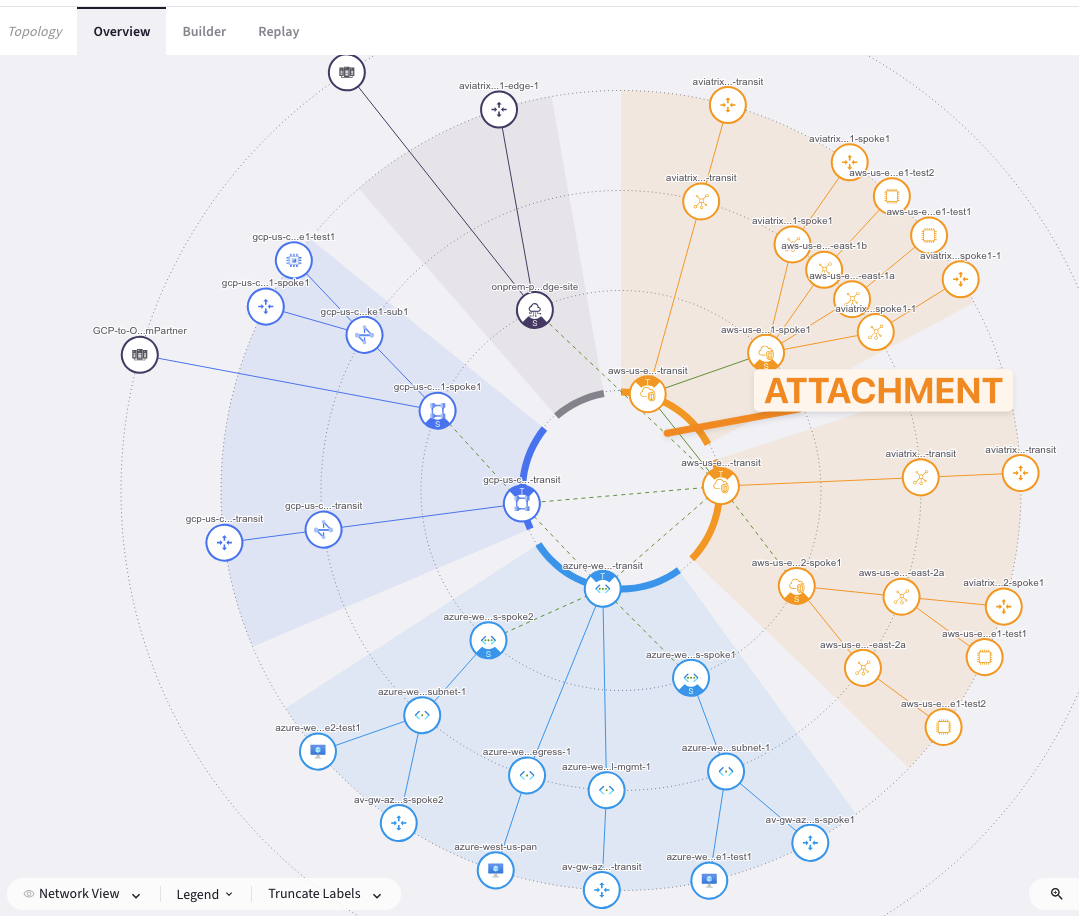 Topology
Overview
Builder
Replay
aviatrix...1-edge-1
aviatrix...-transit
aviatrix...1-spoke1
aws-us-e...e1-test2
aviatrix...-transit
aws-us-e...e1-test1
aviatrix...1-spoke1
gcp-us-c...e1-test1
aws-us-e...-east-1b
aviatrix...spoke1-1
aws-us-e...-east-1a
gcp-us-c...1-spoke1
onprem-p...dge-site
S
gcp-us-c...ke1-sub1
aviatrix...spoke1-1
GCP-to-O...mPartner
aws-us-e...1-spoke1
S
aws-us-e...-transit
T
gcp-us-c...1-spoke1
S
ATTACHMENT
aviatrix...-transit
aviatrix...-transit
aws-us-e...-transit
T
gcp-us-c...-transit
T
gcp-us-c...-transit
gcp-us-c...-transit
azure-we...-transit
T
aws-us-e...2-spoke1
S
aws-us-e...-east-2a
aviatrix...2-spoke1
azure-we...s-spoke2
S
aws-us-e...e1-test1
aws-us-e...-east-2a
azure-we...s-spoke1
S
azure-we...subnet-1
aws-us-e...e1-test2
azure-we...e2-test1
azure-we...egress-1
azure-we...subnet-1
azure-we...l-mgmt-1
av-gw-az...s-spoke2
av-gw-az...s-spoke1
azure-west-us-pan
azure-we...e1-test1
av-gw-az...-transit
Network View
Legend
Truncate Labels